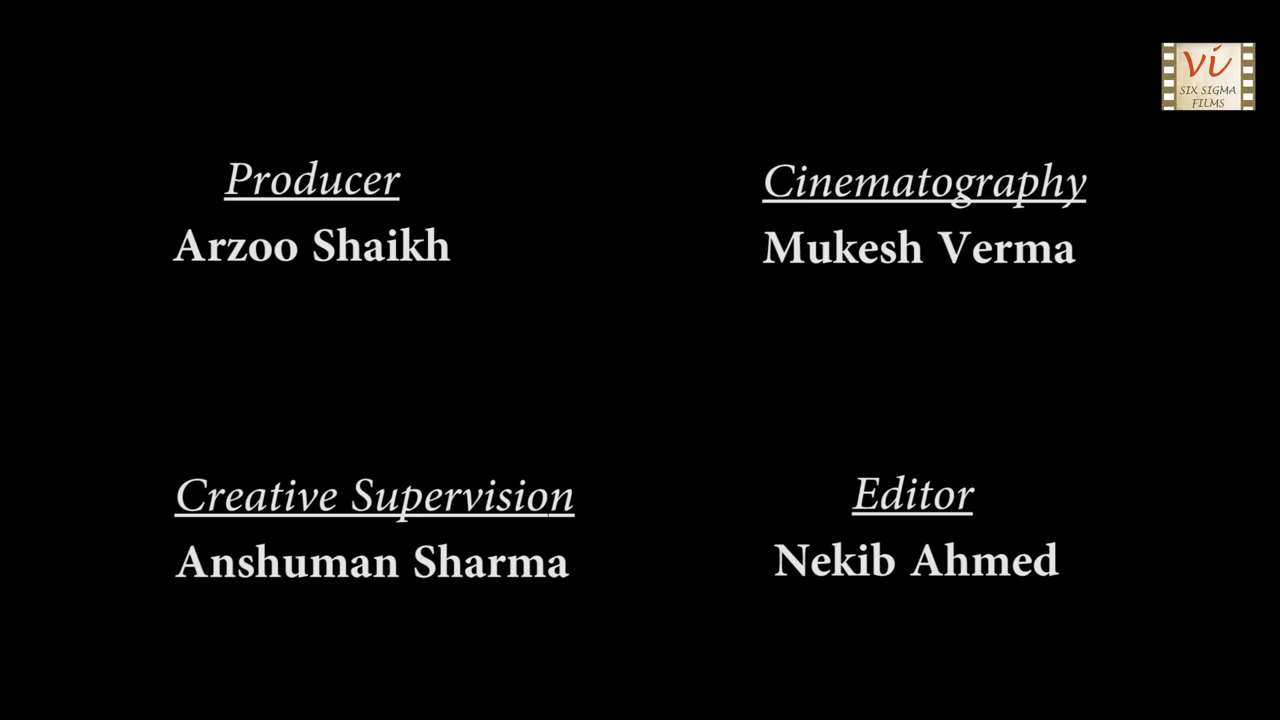 vi
SIX SIGMA
FILMS
Producer
Arzoo Shaikh
Cinematography
Mukesh Verma
Creative Supervision
Anshuman Sharma
Editor
Nekib Ahmed